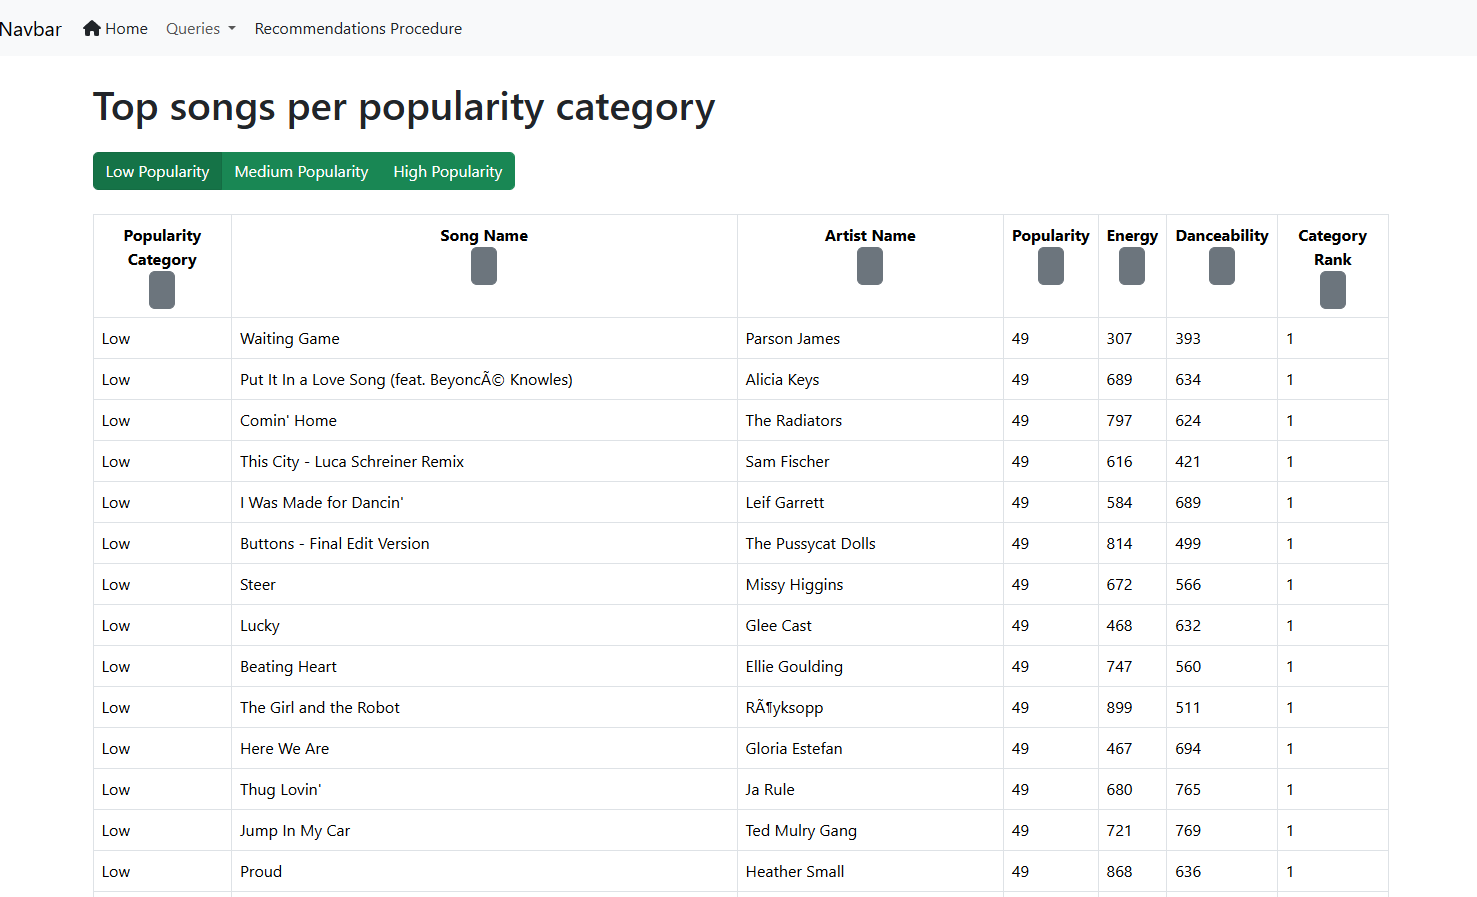 Navbar Home Queries Recommendations Procedure
Top songs per popularity category
Low Popularity Medium Popularity High Popularity
Popularity Category Song Name Artist Name Popularity Energy Danceability Category Rank
Low Waiting Game Parson James 49 307 393 1
Low Put It In a Love Song (feat. BeyoncÃ© Knowles) Alicia Keys 49 689 634 1
Low Comin' Home The Radiators 49 797 624 1
Low This City - Luca Schreiner Remix Sam Fischer 49 616 421 1
Low I Was Made for Dancin' Leif Garrett 49 584 689 1
Low Buttons - Final Edit Version The Pussycat Dolls 49 814 499 1
Low Steer Missy Higgins 49 672 566 1
Low Lucky Glee Cast 49 468 632 1
Low Beating Heart Ellie Goulding 49 747 560 1
Low The Girl and the Robot RÃ¶yksopp 49 899 511 1
Low Here We Are Gloria Estefan 49 467 694 1
Low Thug Lovin' Ja Rule 49 680 765 1
Low Jump In My Car Ted Mulry Gang 49 721 769 1
Low Proud Heather Small 49 868 636 1